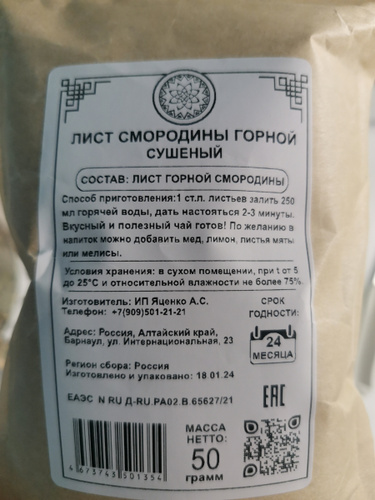 ЛИСТ СМОРОДИНЫ ГОРНОЙ
СУШЕНЫЙ
СОСТАВ: ЛИСТ ГОРНОЙ СМОРОДИНЫ
Способ приготовления:1 ст.л. листьев залить 250
мл горячей воды, дать настояться 2-3 минуты.
Вкусный и полезный чай готов! По желанию в
напиток можно добавить мед, лимон, листья мяты
или мелисы.
Условия хранения: в сухом помещении, при t от 5
до 25°С и относительной влажности не более 75%.
Изготовитель: ИП Яценко А.С.
Телефон: +7(909)501-21-21
Адрес: Россия, Алтайский край,
Барнаул, ул. Интернациональная, 23
СРОК
ГОДНОСТИ:
24
МЕСЯЦА
Регион сбора: Россия
Изготовлено и упаковано: 18.01.24
ЕАЭС N RU Д-RU.РА02.В.65627/21
EAC
МАССА
НЕТТО:
50
грамм
4 673743 501354